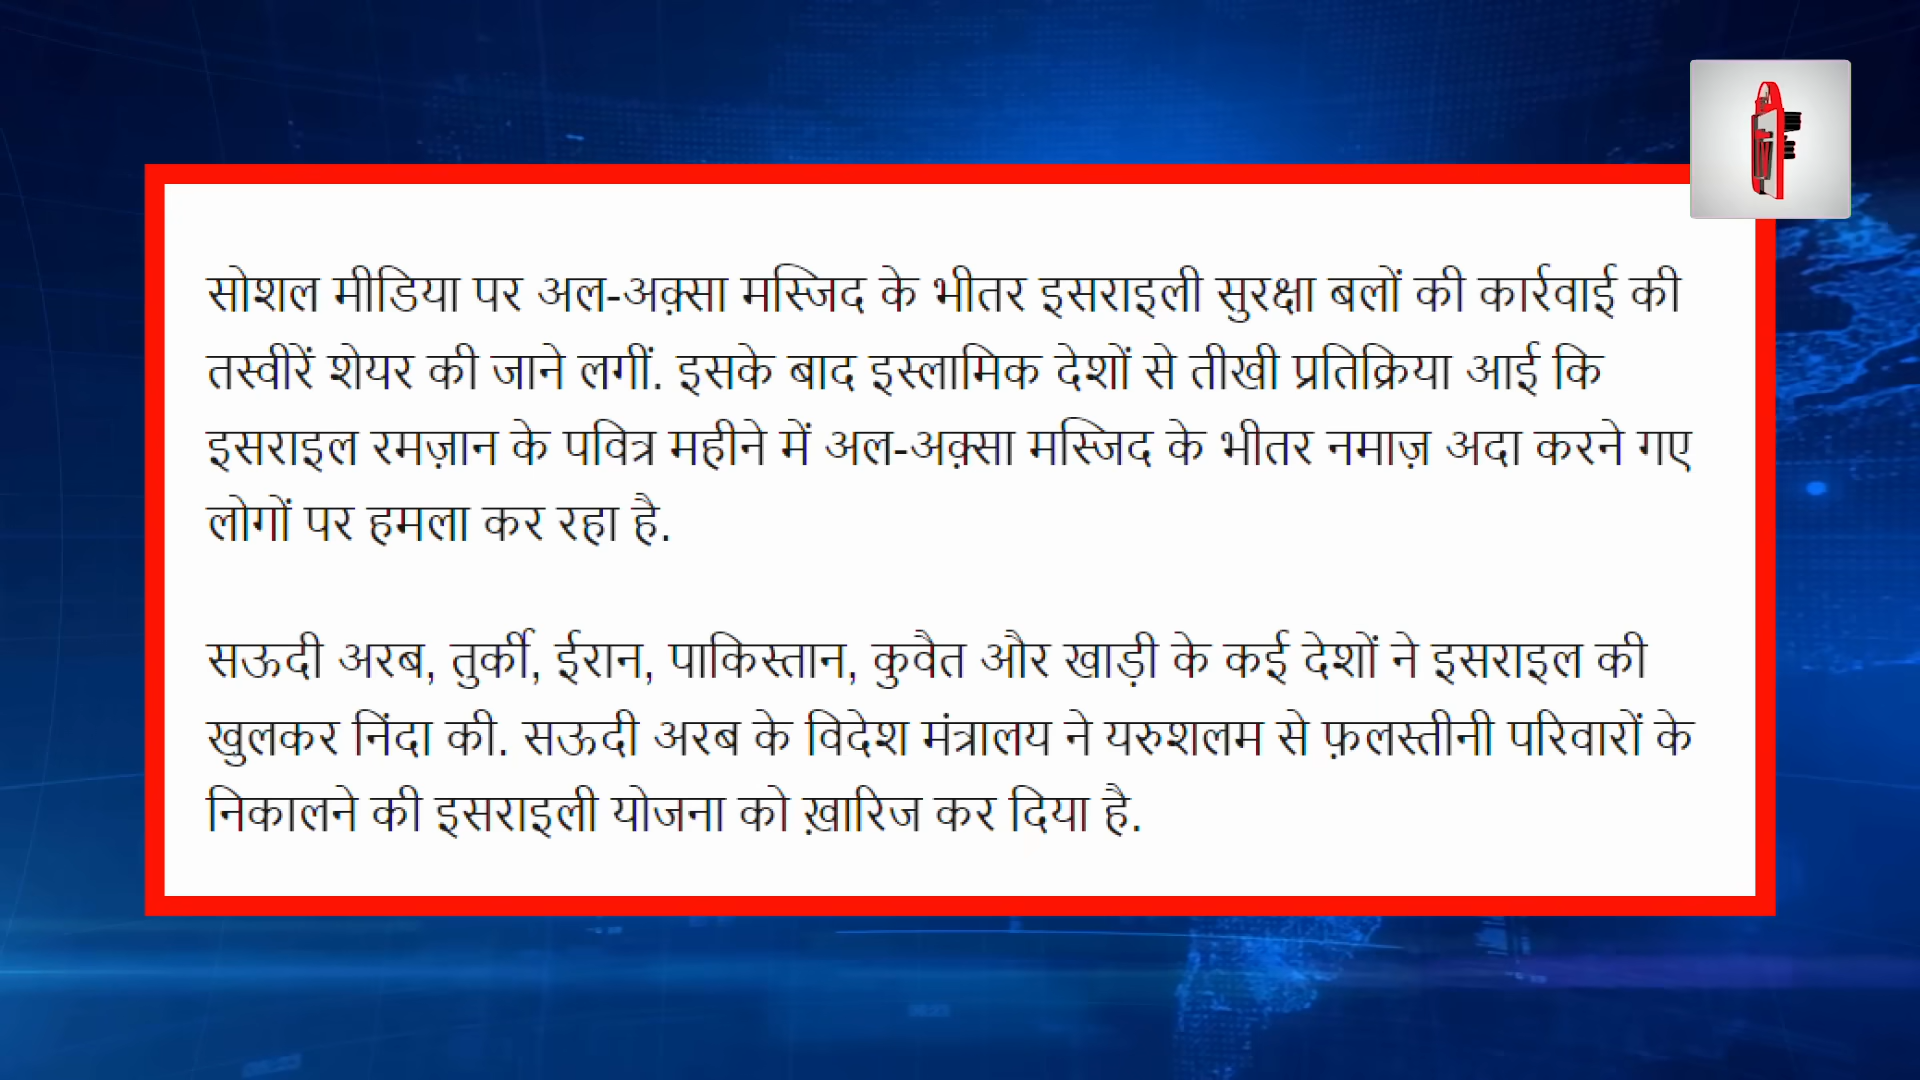 सोशल मीडिया पर अल-अक़्सा मस्जिद के भीतर इसराइली सुरक्षा बलों की कार्रवाई की
तस्वीरें शेयर की जाने लगीं. इसके बाद इस्लामिक देशों से तीखी प्रतिक्रिया आई कि
इसराइल रमज़ान के पवित्र महीने में अल-अक़्सा मस्जिद के भीतर नमाज़ अदा करने गए
लोगों पर हमला कर रहा है.
सऊदी अरब, तुर्की, ईरान, पाकिस्तान, कुवैत और खाड़ी के कई देशों ने इसराइल की
खुलकर निंदा की. सऊदी अरब के विदेश मंत्रालय ने यरुशलम से फ़लस्तीनी परिवारों के
निकालने की इसराइली योजना को ख़ारिज कर दिया है.